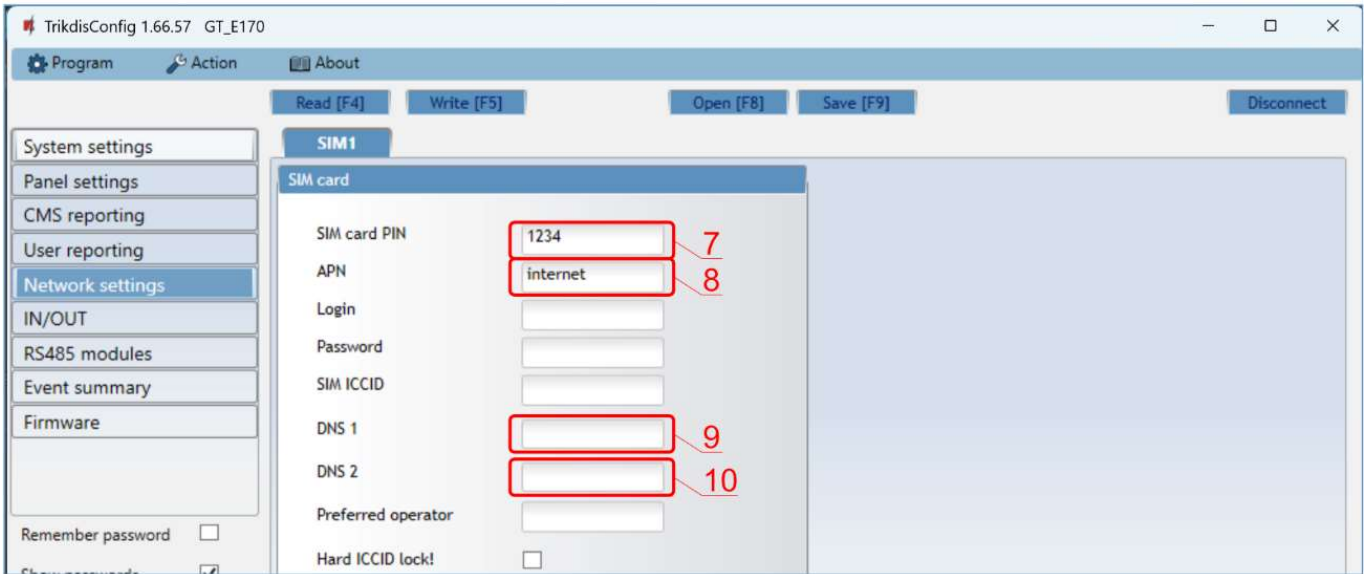 TrikdisConfig 1.66.57 GT_E170
Program Action About
Read [F4] Write [F5] Open [F8] Save [F9] Disconnect
System settings
Panel settings
CMS reporting
User reporting
Network settings
IN/OUT
RS485 modules
Event summary
Firmware
Remember password
Show passwords
SIM1
SIM card
SIM card PIN 1234 7
APN internet 8
Login
Password
SIM ICCID
DNS 1 9
DNS 2 10
Preferred operator
Hard ICCID lock!